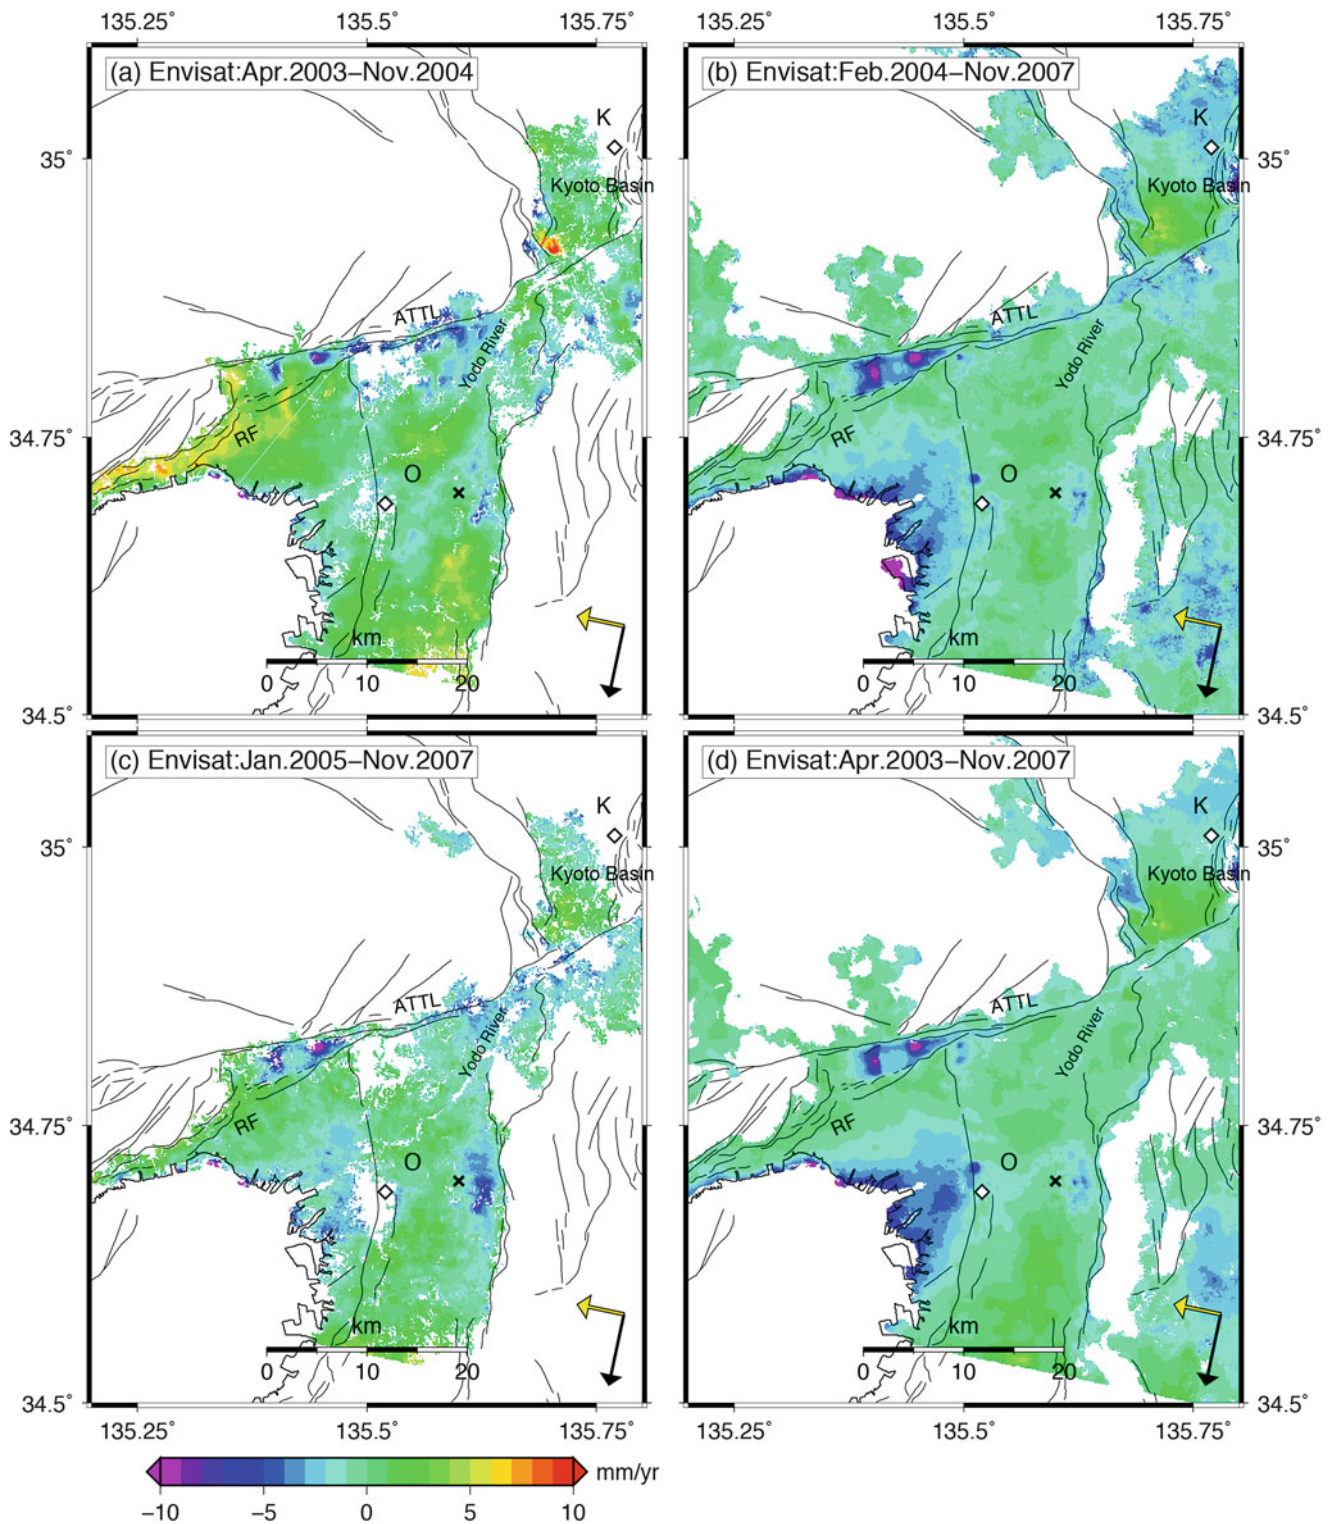 135.25° 135.5° 135.75° 135.25° 135.5° 135.75°
(a) Envisat:Apr.2003−Nov.2004
K
35°
Kyoto Basin
ATTL
Yodo River
RF
34.75°
O
km
0 10 20
34.5°
(b) Envisat:Feb.2004−Nov.2007
K
35°
Kyoto Basin
ATTL
Yodo River
RF
34.75°
O
km
0 10 20
34.5°
(c) Envisat:Jan.2005−Nov.2007
K
35°
Kyoto Basin
ATTL
Yodo River
RF
34.75°
O
km
0 10 20
34.5°
(d) Envisat:Apr.2003−Nov.2007
K
35°
Kyoto Basin
ATTL
Yodo River
RF
34.75°
O
km
0 10 20
34.5°
135.25° 135.5° 135.75° 135.25° 135.5° 135.75°
mm/yr
−10 −5 0 5 10